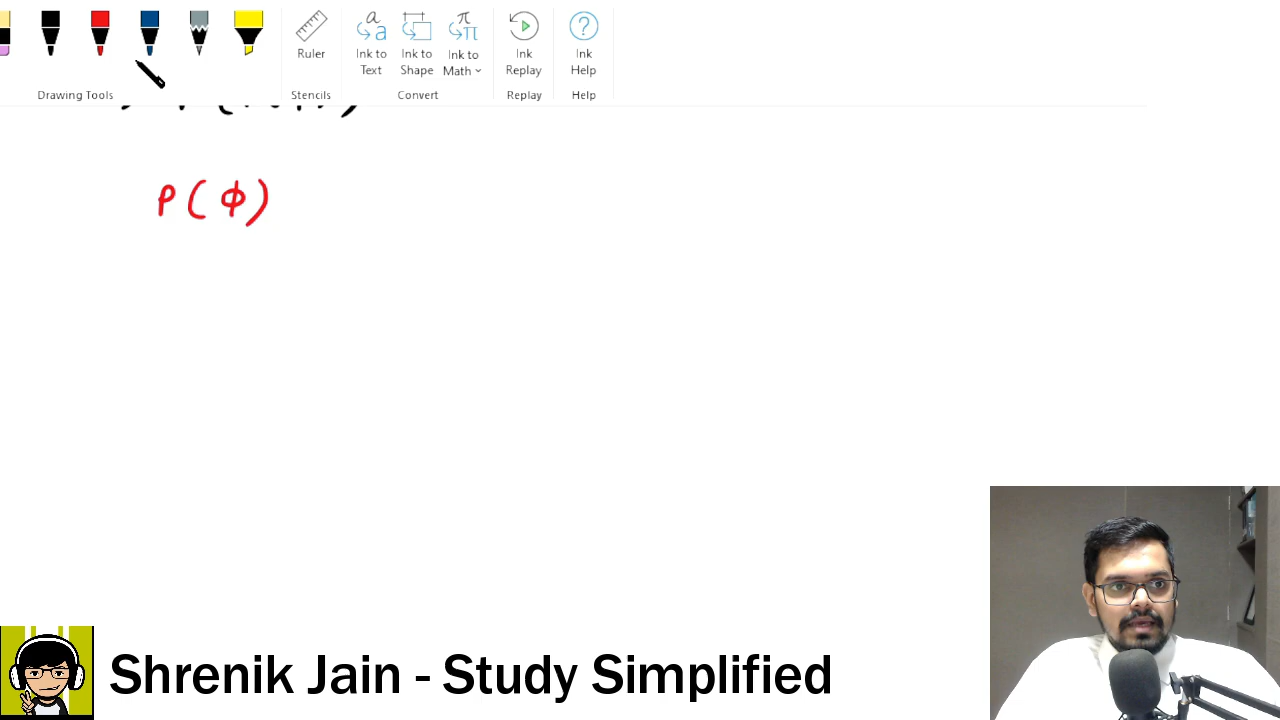 Ruler
Ink to Text
Ink to Shape
Ink to Math
Ink Replay
Ink Help
Drawing Tools
Stencils
Convert
Replay
Help
P(ϕ)
Shrenik Jain - Study Simplified